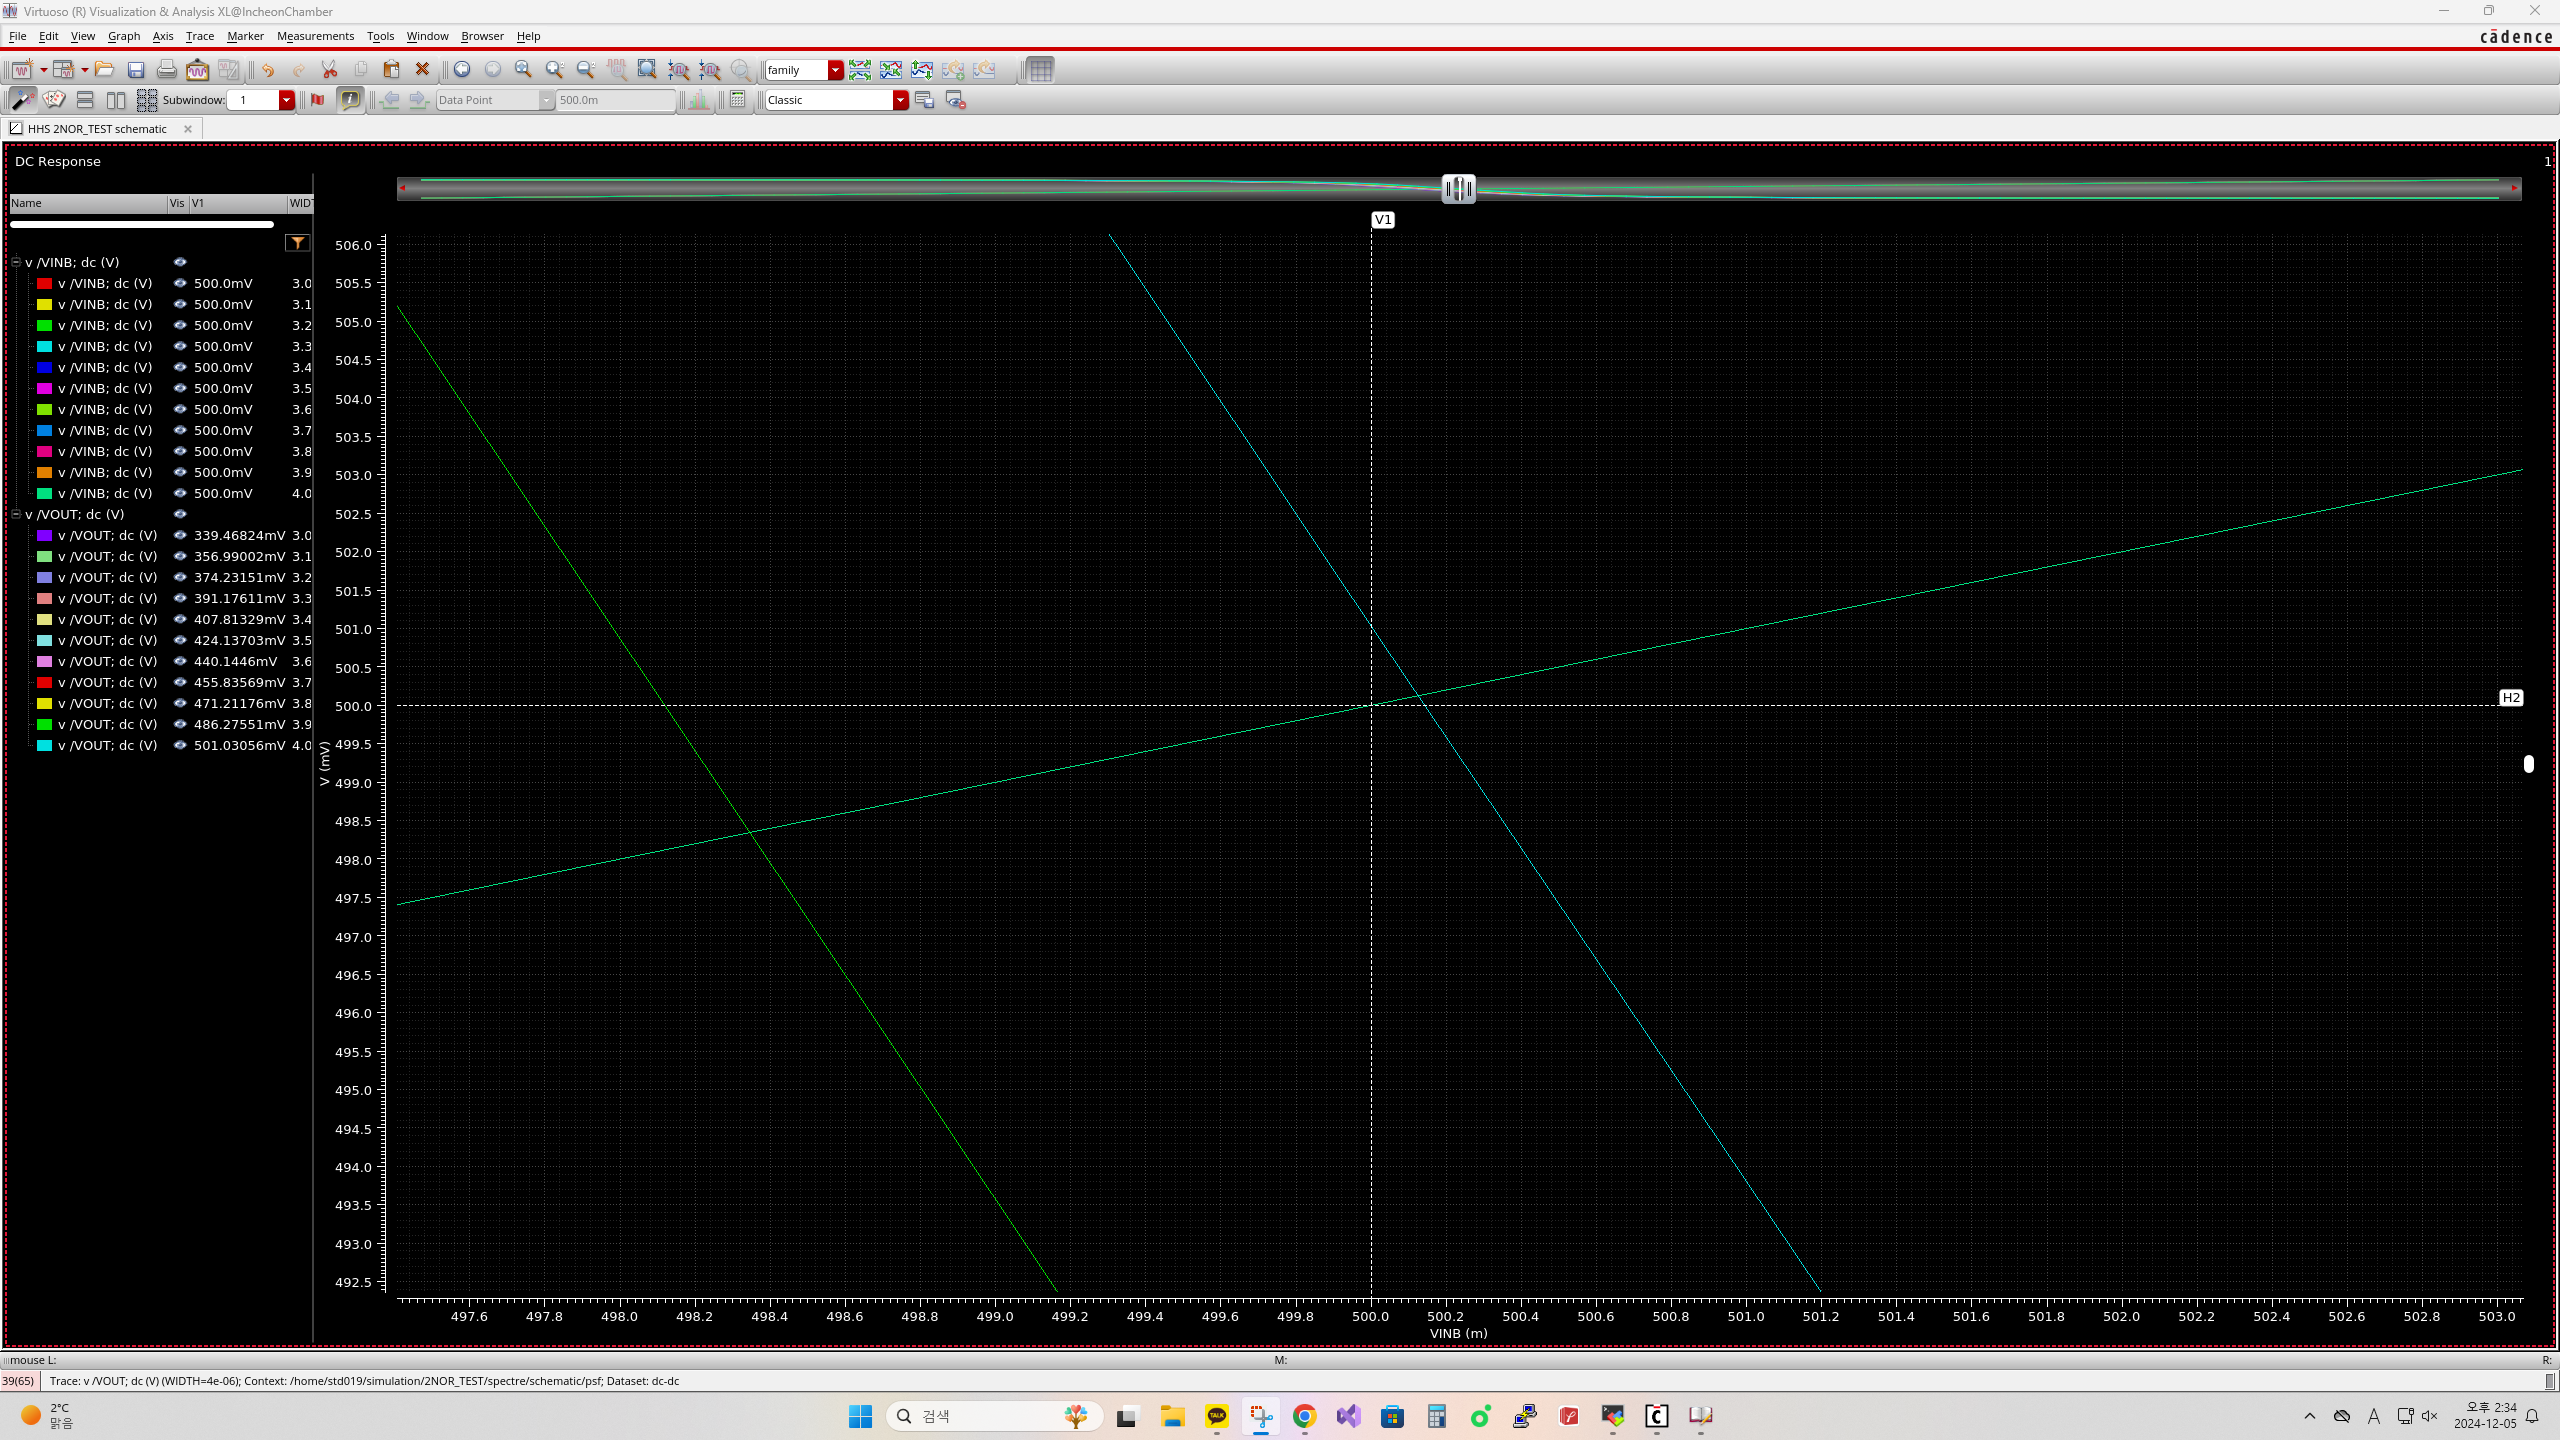 Virtuoso (R) Visualization & Analysis XL@IncheonChamber
File Edit View Graph Axis Trace Marker Measurements Tools Window Browser Help
cādence
family
Subwindow: 1 Data Point 500.0m Classic
HHS 2NOR_TEST schematic
DC Response
1
Name Vis V1 WIDT
V1
v /VINB; dc (V)
v /VINB; dc (V) 500.0mV 3.0
v /VINB; dc (V) 500.0mV 3.1
v /VINB; dc (V) 500.0mV 3.2
v /VINB; dc (V) 500.0mV 3.3
v /VINB; dc (V) 500.0mV 3.4
v /VINB; dc (V) 500.0mV 3.5
v /VINB; dc (V) 500.0mV 3.6
v /VINB; dc (V) 500.0mV 3.7
v /VINB; dc (V) 500.0mV 3.8
v /VINB; dc (V) 500.0mV 3.9
v /VINB; dc (V) 500.0mV 4.0
v /VOUT; dc (V)
v /VOUT; dc (V) 339.46824mV 3.0
v /VOUT; dc (V) 356.99002mV 3.1
v /VOUT; dc (V) 374.23151mV 3.2
v /VOUT; dc (V) 391.17611mV 3.3
v /VOUT; dc (V) 407.81329mV 3.4
v /VOUT; dc (V) 424.13703mV 3.5
v /VOUT; dc (V) 440.1446mV 3.6
v /VOUT; dc (V) 455.83569mV 3.7
v /VOUT; dc (V) 471.21176mV 3.8
v /VOUT; dc (V) 486.27551mV 3.9
v /VOUT; dc (V) 501.03056mV 4.0
506.0
505.5
505.0
504.5
504.0
503.5
503.0
502.5
502.0
501.5
501.0
500.5
500.0
499.5
499.0
498.5
498.0
497.5
497.0
496.5
496.0
495.5
495.0
494.5
494.0
493.5
493.0
492.5
V (mV)
H2
497.6 497.8 498.0 498.2 498.4 498.6 498.8 499.0 499.2 499.4 499.6 499.8 500.0 500.2 500.4 500.6 500.8 501.0 501.2 501.4 501.6 501.8 502.0 502.2 502.4 502.6 502.8 503.0
VINB (m)
mouse L: M: R:
39(65) Trace: v /VOUT; dc (V) (WIDTH=4e-06); Context: /home/std019/simulation/2NOR_TEST/spectre/schematic/psf; Dataset: dc-dc
2°C
맑음
검색
TALK
A
오후 2:34
2024-12-05